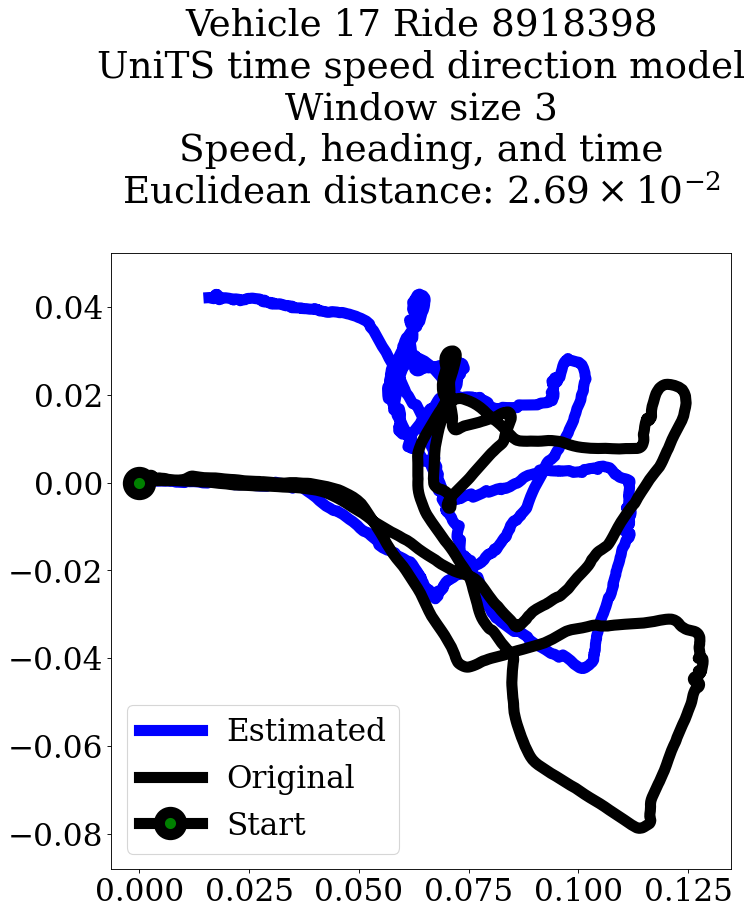 Vehicle 17 Ride 8918398
UniTS time speed direction model
Window size 3
Speed, heading, and time
Euclidean distance: 2.69 × 10⁻²
0.04
0.02
0.00
−0.02
−0.04
−0.06
−0.08
Estimated
Original
Start
0.000 0.025 0.050 0.075 0.100 0.125